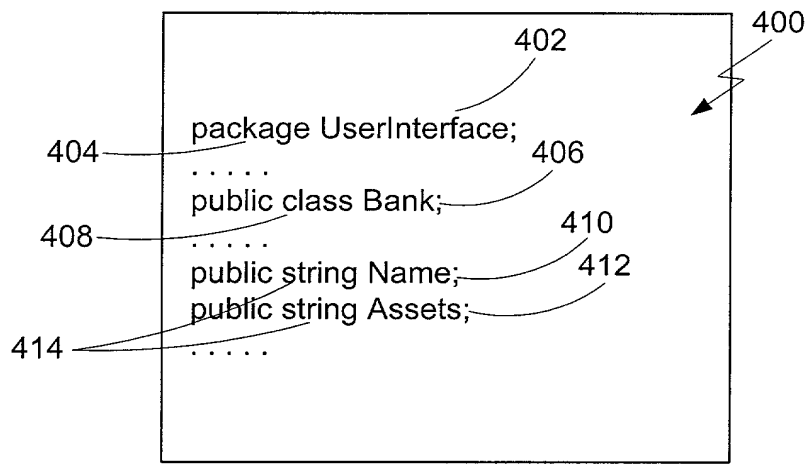 402
400
package UserInterface;
404
. . . . .
406
public class Bank;
408
. . . . .
410
public string Name;
412
public string Assets;
414
. . . . .